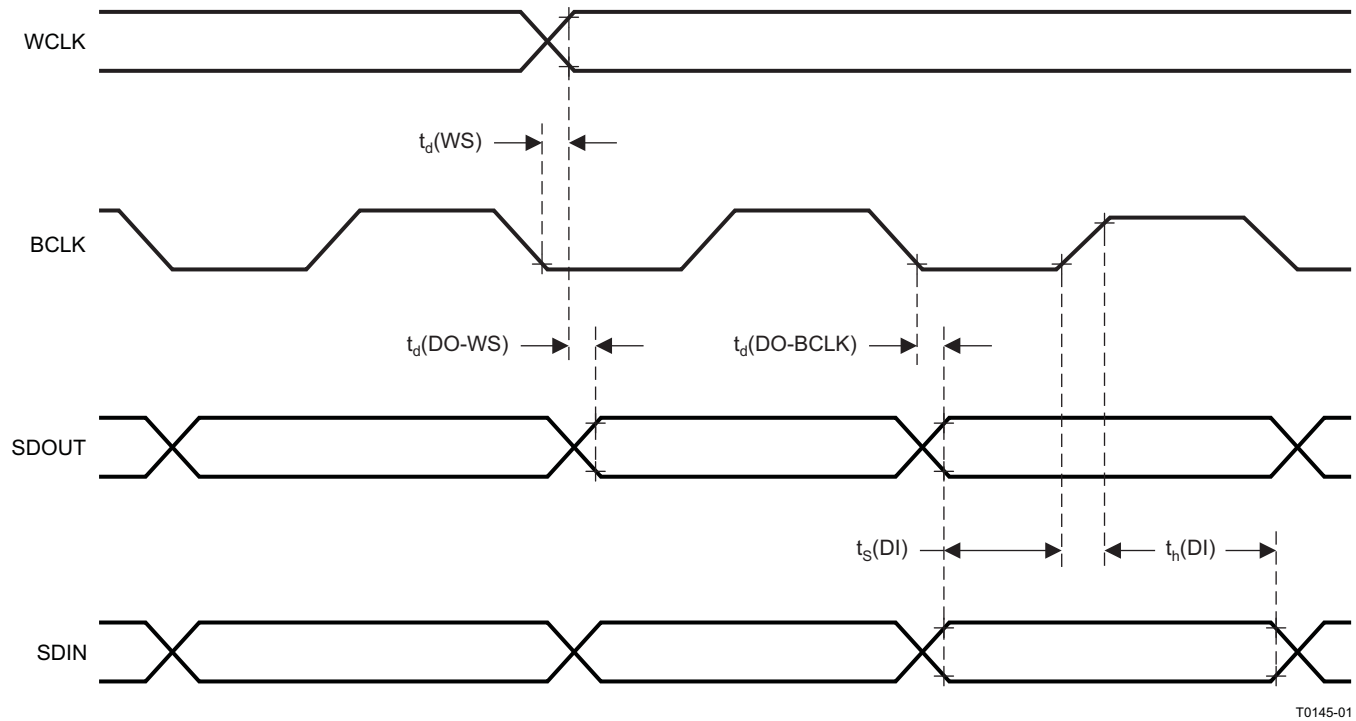 WCLK
td(WS)
BCLK
td(DO-WS)
td(DO-BCLK)
SDOUT
tS(DI)
th(DI)
SDIN
T0145-01